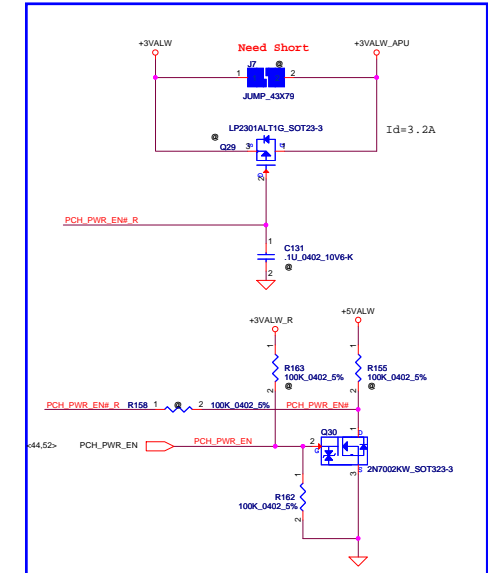 +3VALW
Need Short
+3VALW_APU
J7 @
1 2
JUMP_43X79
LP2301ALT1G_SOT23-3
Id=3.2A
@
Q29 3 S D 1
G
2
PCH_PWR_EN#_R
1
C131
.1U_0402_10V6-K
2
@
+3VALW_R
+5VALW
1
R163
100K_0402_5%
2
@
1
R155
100K_0402_5%
2
@
PCH_PWR_EN#_R R158 1 @ 2 100K_0402_5% PCH_PWR_EN#
<44,52> PCH_PWR_EN PCH_PWR_EN
Q30
1
D
2
G
2N7002KW_SOT323-3
S
3
1
R162
100K_0402_5%
2